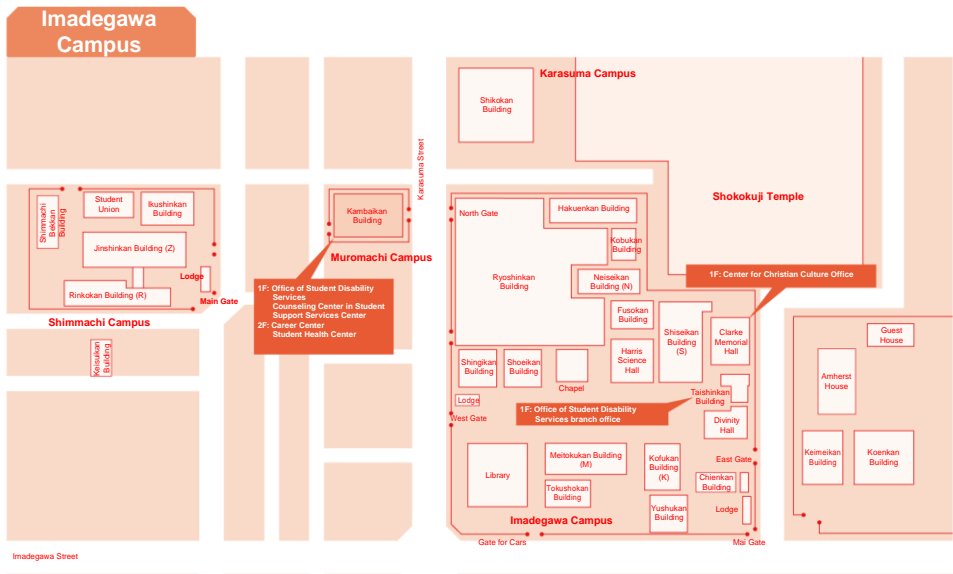 Imadegawa
Campus
Karasuma Campus
Shikokan
Building
Karasuma Street
Shokokuji Temple
Student
Union
Ikushinkan
Building
Shimmachi
Bekkan
Building
Jinshinkan Building (Z)
Lodge
Rinkokan Building (R)
Main Gate
Shimmachi Campus
Keisuikan
Building
Kambaikan
Building
Muromachi Campus
1F: Office of Student Disability
Services
Counseling Center in Student
Support Services Center
2F: Career Center
Student Health Center
North Gate
Hakuenkan Building
Kobukan
Building
Ryoshinkan
Building
Neiseikan
Building (N)
1F: Center for Christian Culture Office
Fusokan
Building
Shiseikan
Building
(S)
Clarke
Memorial
Hall
Harris
Science
Hall
Shingikan
Building
Shoeikan
Building
Chapel
Taishinkan
Building
Lodge
West Gate
1F: Office of Student Disability
Services branch office
Divinity
Hall
Guest
House
Amherst
House
Keimeikan
Building
Koenkan
Building
East Gate
Library
Meitokukan Building
(M)
Kofukan
Building
(K)
Chienkan
Building
Tokushokan
Building
Yushukan
Building
Lodge
Imadegawa Campus
Gate for Cars
Mai Gate
Imadegawa Street